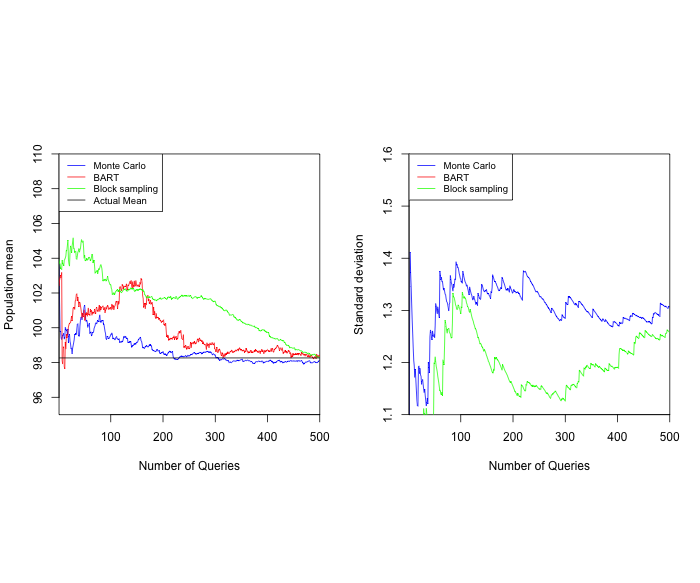 Population mean
110
108
106
104
102
100
98
96
Monte Carlo
BART
Block sampling
Actual Mean
100
200
300
400
500
Number of Queries
Standard deviation
1.6
1.5
1.4
1.3
1.2
1.1
Monte Carlo
BART
Block sampling
100
200
300
400
500
Number of Queries